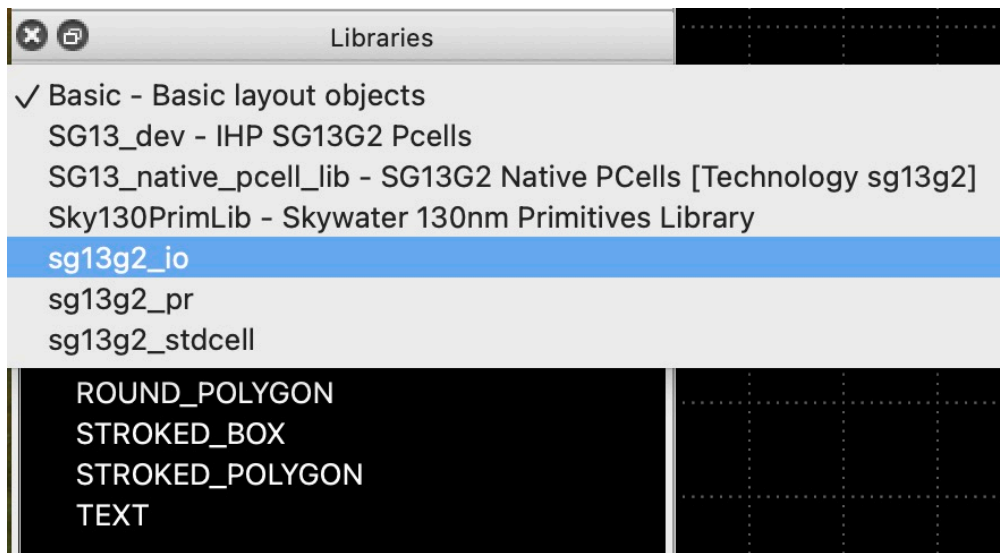 Libraries
✓ Basic - Basic layout objects
SG13_dev - IHP SG13G2 Pcells
SG13_native_pcell_lib - SG13G2 Native PCells [Technology sg13g2]
Sky130PrimLib - Skywater 130nm Primitives Library
sg13g2_io
sg13g2_pr
sg13g2_stdcell
ROUND_POLYGON
STROKED_BOX
STROKED_POLYGON
TEXT